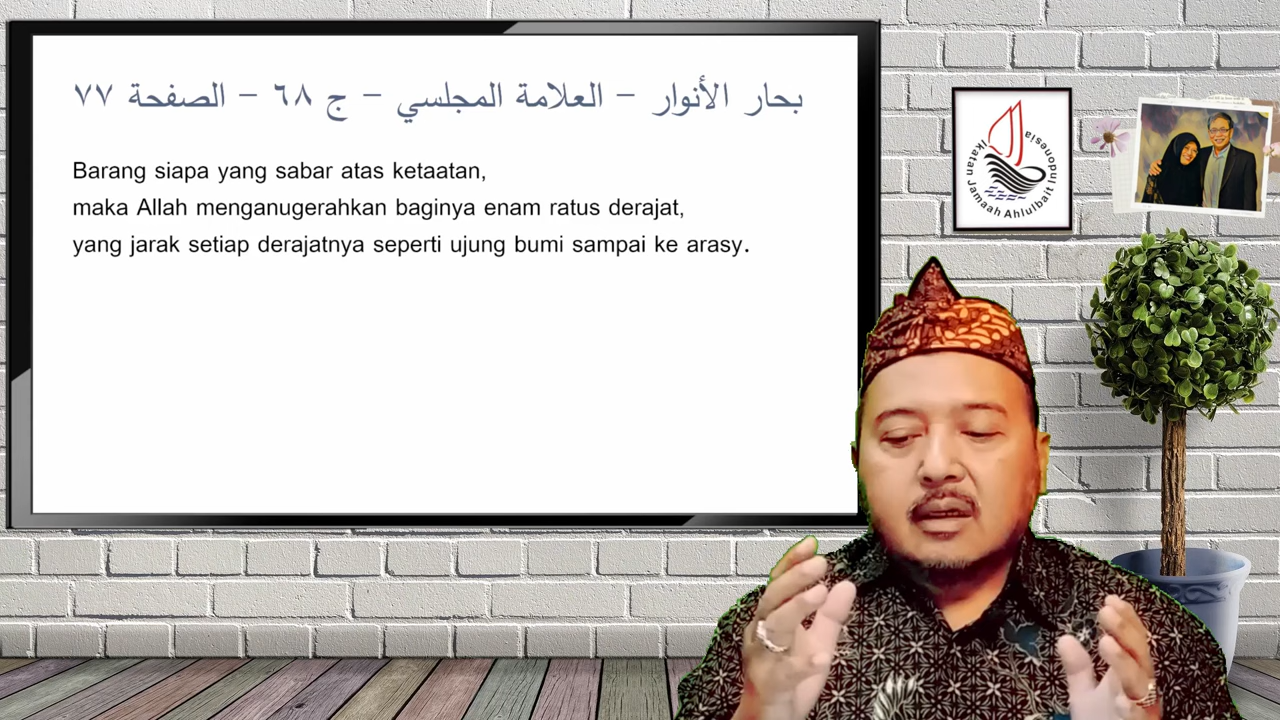 بحار الأنوار – العلامة المجلسي – ج ٦٨ – الصفحة ٧٧
Barang siapa yang sabar atas ketaatan,
maka Allah menganugerahkan baginya enam ratus derajat,
yang jarak setiap derajatnya seperti ujung bumi sampai ke arasy.
Ikatan Jamaah Ahlulbait Indonesia